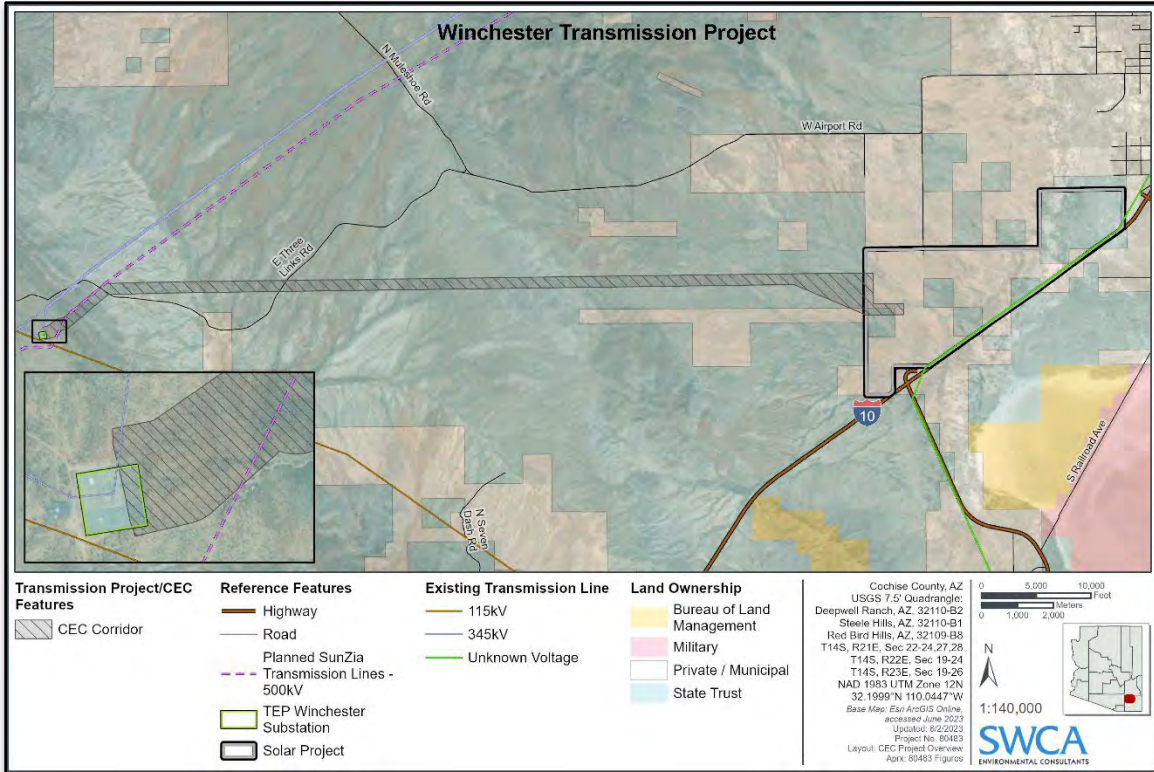 Winchester Transmission Project
N Muleshoe Rd
W Airport Rd
E Three
Links Rd
10
S Railroad Ave
N Seven
Dash Rd
Transmission Project/CEC
Features
CEC Corridor
Reference Features
Highway
Road
Planned SunZia
Transmission Lines -
500kV
TEP Winchester
Substation
Solar Project
Existing Transmission Line
115kV
345kV
Unknown Voltage
Land Ownership
Bureau of Land
Management
Military
Private / Municipal
State Trust
Cochise County, AZ
USGS 7.5' Quadrangle:
Deepwell Ranch, AZ, 32110-B2
Steele Hills, AZ, 32110-B1
Red Bird Hills, AZ, 32109-B8
T14S, R21E, Sec 22-24,27,28
T14S, R22E, Sec 19-24
T14S, R23E, Sec 19-26
NAD 1983 UTM Zone 12N
32.1999°N 110.0447°W
Base Map: Esri ArcGIS Online,
accessed June 2023
Updated: 6/2/2023
Project No. 80483
Layout: CEC Project Overview
Aprx: 80483 Figures
0 5,000 10,000
Feet
Meters
0 1,000 2,000
N
1:140,000
SWCA
ENVIRONMENTAL CONSULTANTS